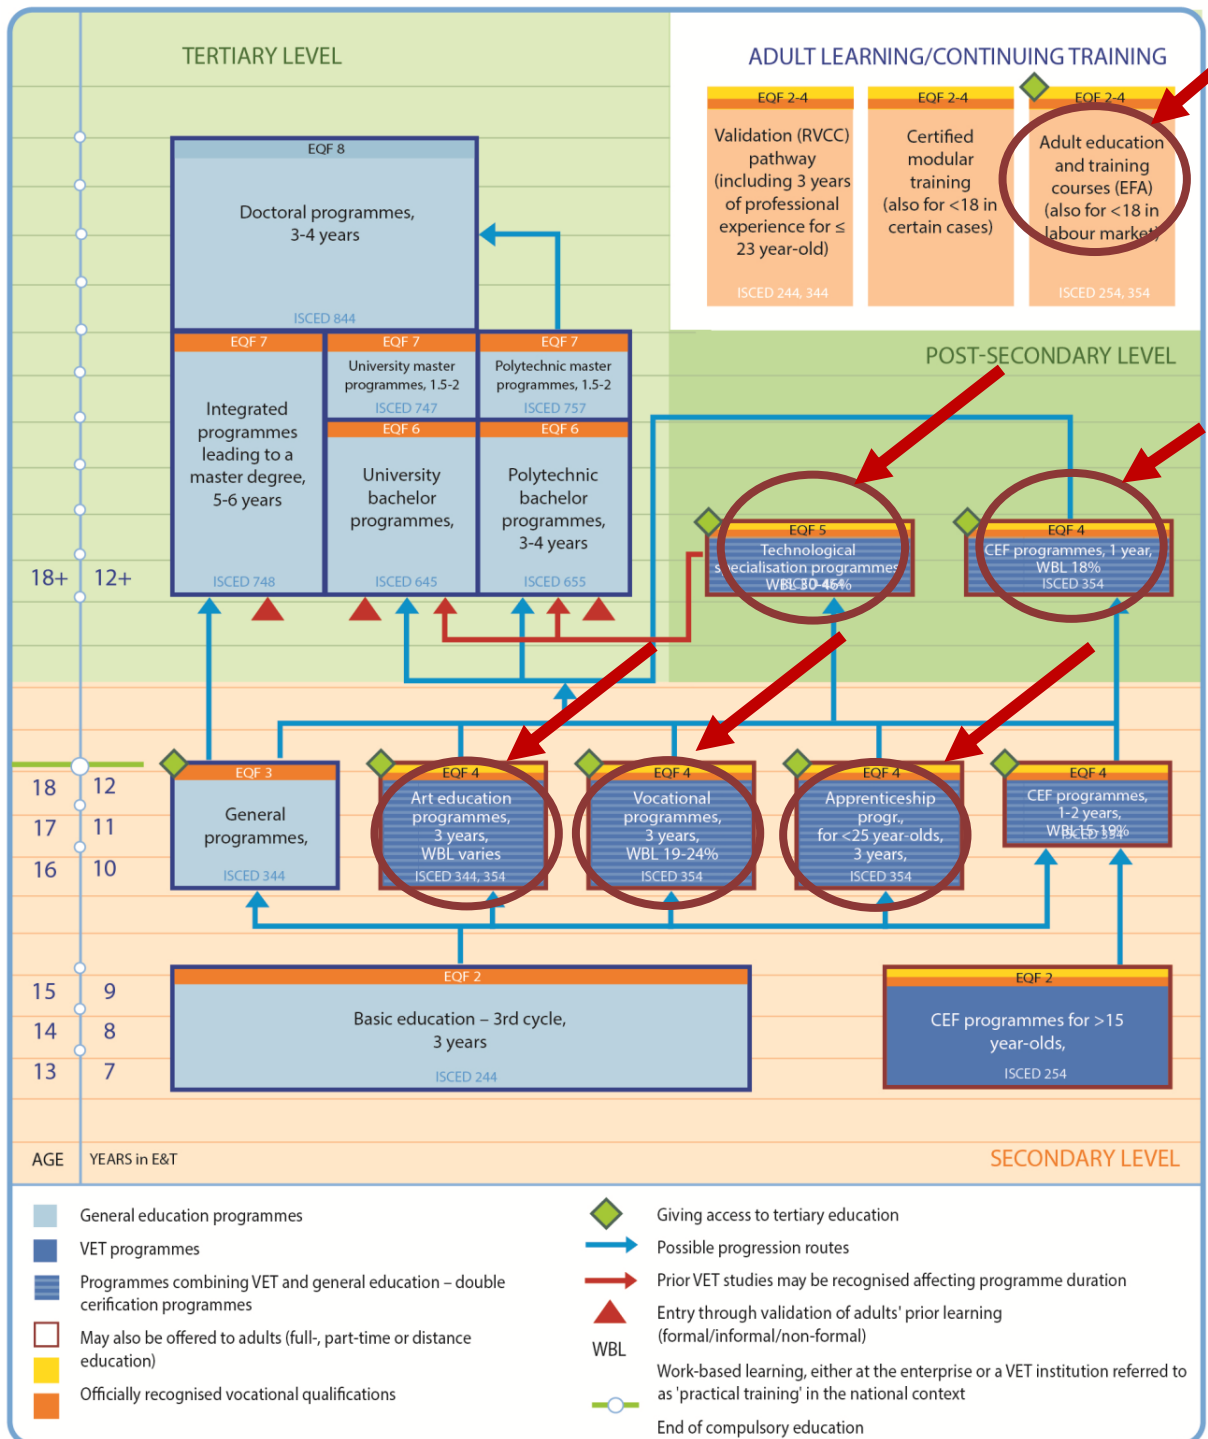 TERTIARY LEVEL
ADULT LEARNING/CONTINUING TRAINING
EQF 2-4
Validation (RVCC)
pathway
(including 3 years
of professional
experience for ≤
23 year-old)
ISCED 244, 344
EQF 2-4
Certified
modular
training
(also for <18 in
certain cases)
EQF 2-4
Adult education
and training
courses (EFA)
(also for <18 in
labour market)
ISCED 254, 354
EQF 8
Doctoral programmes,
3-4 years
ISCED 844
EQF 7
Integrated
programmes
leading to a
master degree,
5-6 years
ISCED 748
EQF 7
University master
programmes, 1.5-2
ISCED 747
EQF 7
Polytechnic master
programmes, 1.5-2
ISCED 757
EQF 6
University
bachelor
programmes,
ISCED 645
EQF 6
Polytechnic
bachelor
programmes,
3-4 years
ISCED 655
POST-SECONDARY LEVEL
EQF 5
Technological
specialisation programmes
WBL 30-46%
EQF 4
CEF programmes, 1 year,
WBL 18%
ISCED 354
18+ 12+
18 12
17 11
16 10
EQF 3
General
programmes,
ISCED 344
EQF 4
Art education
programmes,
3 years,
WBL varies
ISCED 344, 354
EQF 4
Vocational
programmes,
3 years,
WBL 19-24%
ISCED 354
EQF 4
Apprenticeship
progr.,
for <25 year-olds,
3 years,
ISCED 354
EQF 4
CEF programmes,
1-2 years,
WBL 15-19%
ISCED 354
15 9
14 8
13 7
EQF 2
Basic education – 3rd cycle,
3 years
ISCED 244
EQF 2
CEF programmes for >15
year-olds,
ISCED 254
AGE YEARS in E&T
SECONDARY LEVEL
General education programmes
VET programmes
Programmes combining VET and general education – double
cerification programmes
May also be offered to adults (full-, part-time or distance
education)
Officially recognised vocational qualifications
Giving access to tertiary education
Possible progression routes
Prior VET studies may be recognised affecting programme duration
Entry through validation of adults' prior learning
(formal/informal/non-formal)
WBL
Work-based learning, either at the enterprise or a VET institution referred to
as 'practical training' in the national context
End of compulsory education